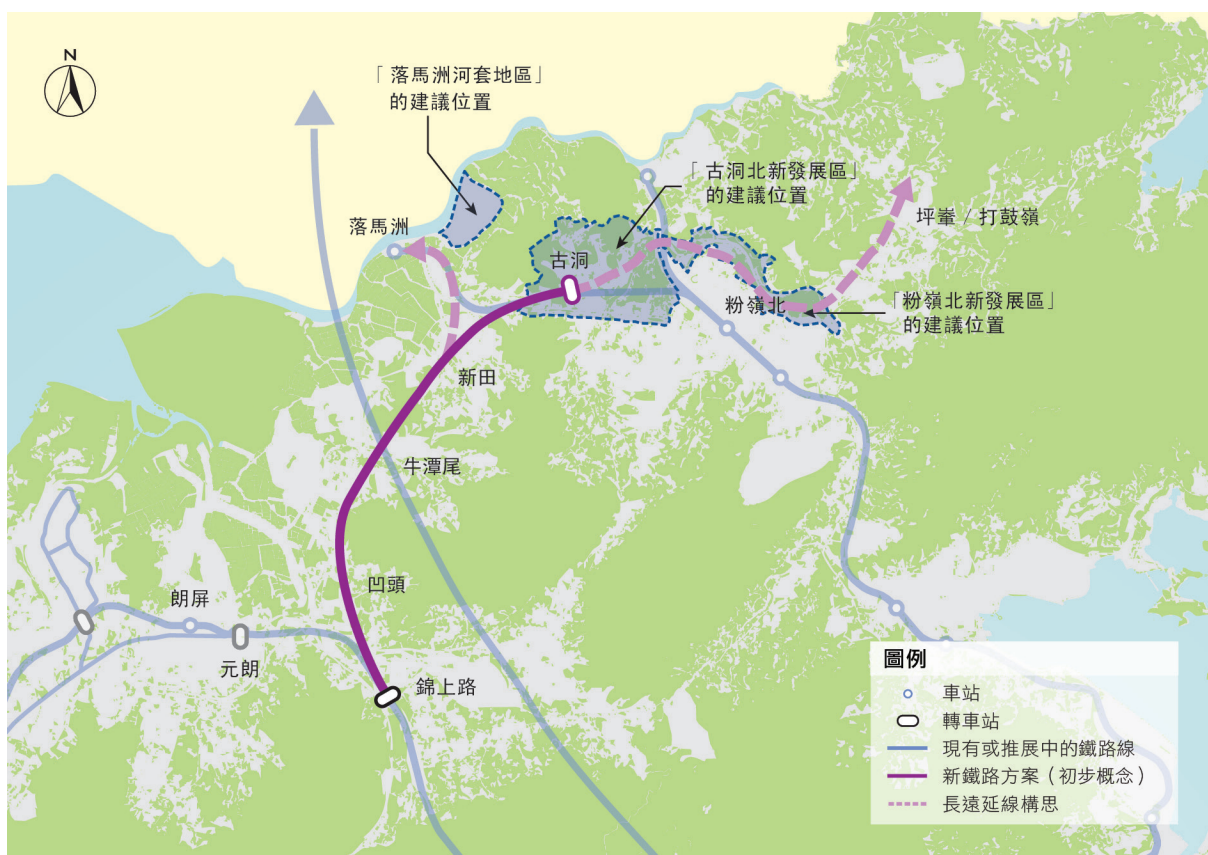 N
「落馬洲河套地區」
的建議位置
「古洞北新發展區」
的建議位置
落馬洲
坪輋 / 打鼓嶺
古洞
粉嶺北
「粉嶺北新發展區」
的建議位置
新田
牛潭尾
凹頭
朗屏
元朗
錦上路
圖例
車站
轉車站
現有或推展中的鐵路線
新鐵路方案（初步概念）
長遠延線構思